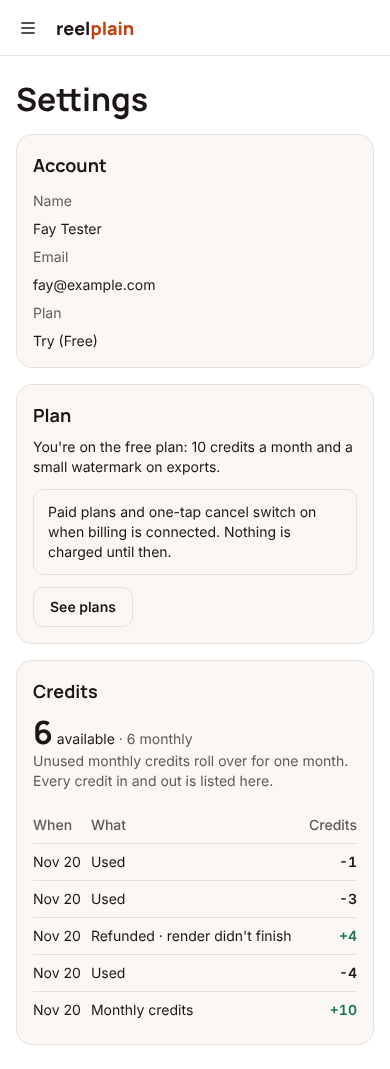 reelplain
Settings
Account
Name
Fay Tester
Email
fay@example.com
Plan
Try (Free)
Plan
You're on the free plan: 10 credits a month and a
small watermark on exports.
Paid plans and one-tap cancel switch on
when billing is connected. Nothing is
charged until then.
See plans
Credits
6 available · 6 monthly
Unused monthly credits roll over for one month.
Every credit in and out is listed here.
When What Credits
Nov 20 Used -1
Nov 20 Used -3
Nov 20 Refunded · render didn't finish +4
Nov 20 Used -4
Nov 20 Monthly credits +10